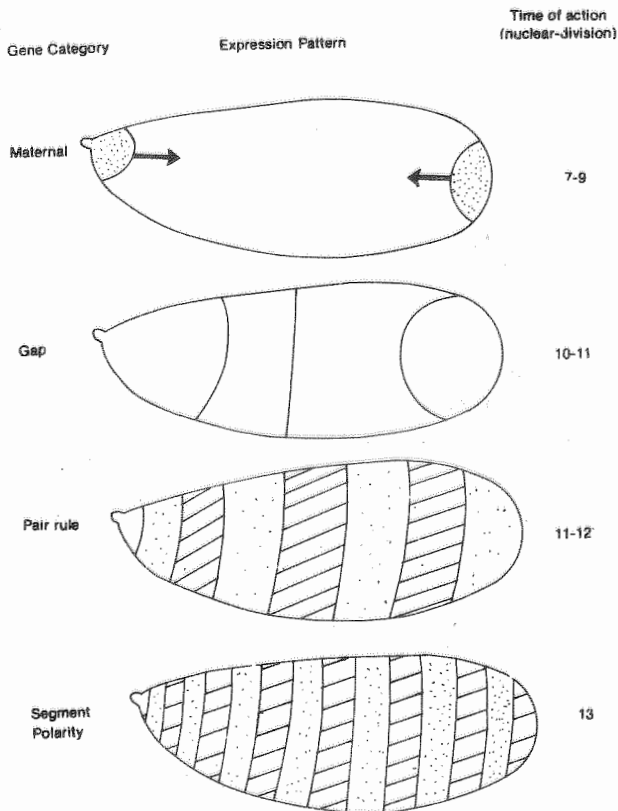 Gene Category
Expression Pattern
Time of action
(nuclear-division)
Maternal
7-9
Gap
10-11
Pair rule
11-12
Segment
Polarity
13